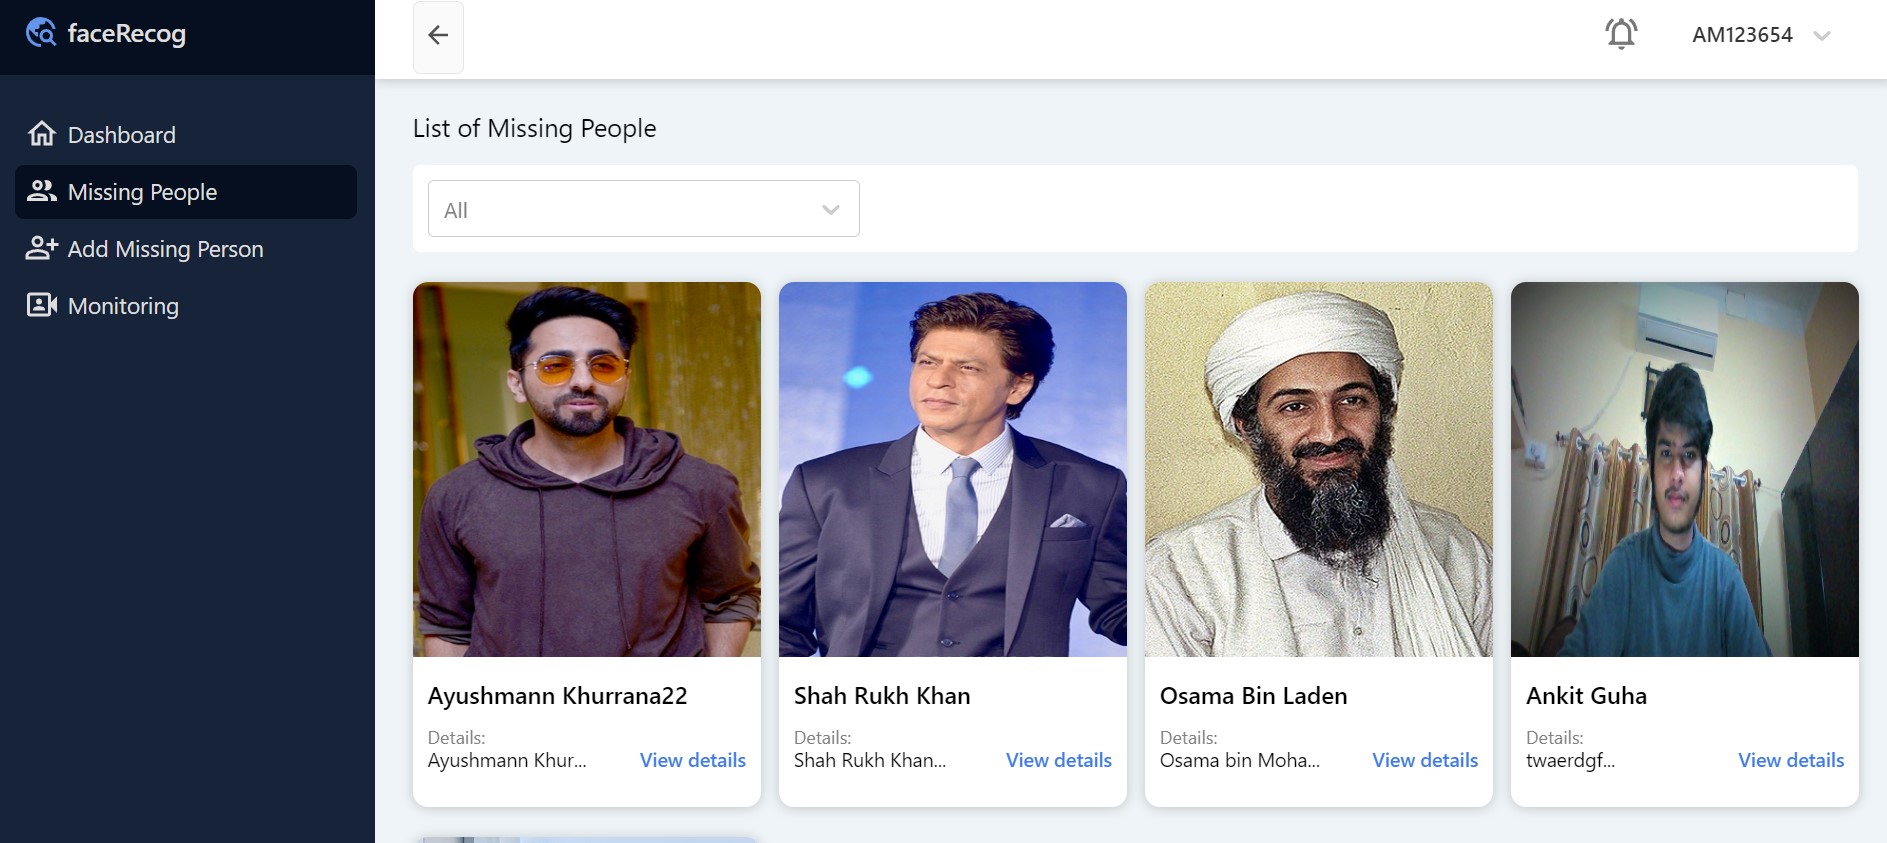 faceRecog
AM123654
Dashboard
Missing People
Add Missing Person
Monitoring
List of Missing People
All
Ayushmann Khurrana22
Details:
Ayushmann Khur...
View details
Shah Rukh Khan
Details:
Shah Rukh Khan...
View details
Osama Bin Laden
Details:
Osama bin Moha...
View details
Ankit Guha
Details:
twaerdgf...
View details